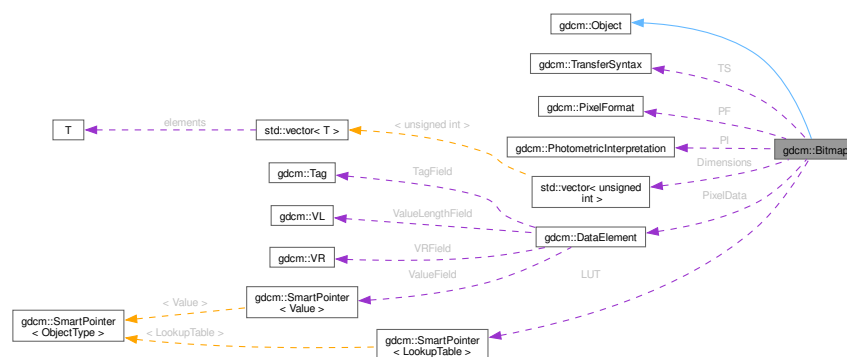 gdcm::Object
gdcm::TransferSyntax
TS
gdcm::PixelFormat
PF
T
elements
std::vector< T >
< unsigned int >
gdcm::PhotometricInterpretation
PI
gdcm::Bitmap
Dimensions
gdcm::Tag
TagField
std::vector< unsigned
int >
PixelData
gdcm::VL
ValueLengthField
gdcm::DataElement
gdcm::VR
VRField
ValueField
LUT
gdcm::SmartPointer
< Value >
< Value >
gdcm::SmartPointer
< ObjectType >
< LookupTable >
gdcm::SmartPointer
< LookupTable >